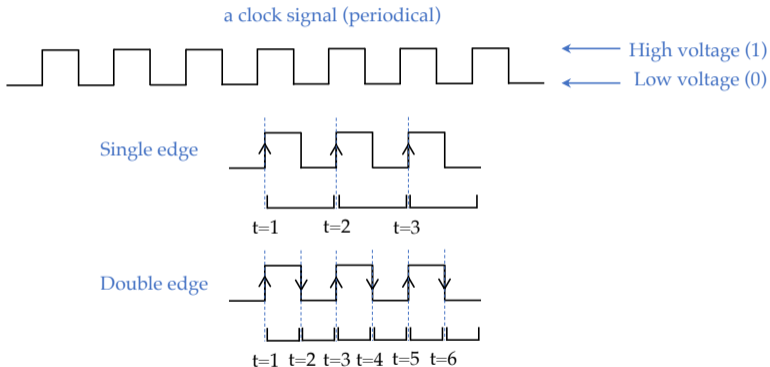 a clock signal (periodical)
High voltage (1)
Low voltage (0)
Single edge
t=1 t=2 t=3
Double edge
t=1 t=2 t=3 t=4 t=5 t=6